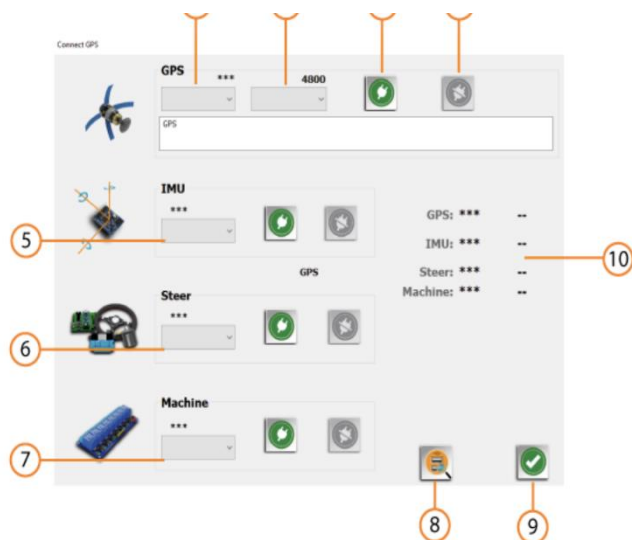 Connect GPS
GPS
*** 4800
GPS
IMU
***
GPS
Steer
***
Machine
***
GPS: *** --
IMU: *** --
Steer: *** --
Machine: *** --
5
6
7
8
9
10